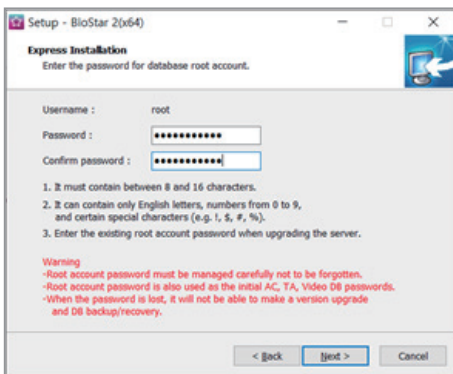 Setup - BioStar 2(x64)
Express Installation
Enter the password for database root account.
Username :
root
Password :
●●●●●●●●●●●
Confirm password :
●●●●●●●●●●●
1. It must contain between 8 and 16 characters.
2. It can contain only English letters, numbers from 0 to 9,
and certain special characters (e.g. !, $, #, %).
3. Enter the existing root account password when upgrading the server.
Warning
-Root account password must be managed carefully not to be forgotten.
-Root account password is also used as the initial AC, TA, Video DB passwords.
-When the password is lost, it will not be able to make a version upgrade
and DB backup/recovery.
< Back
Next >
Cancel